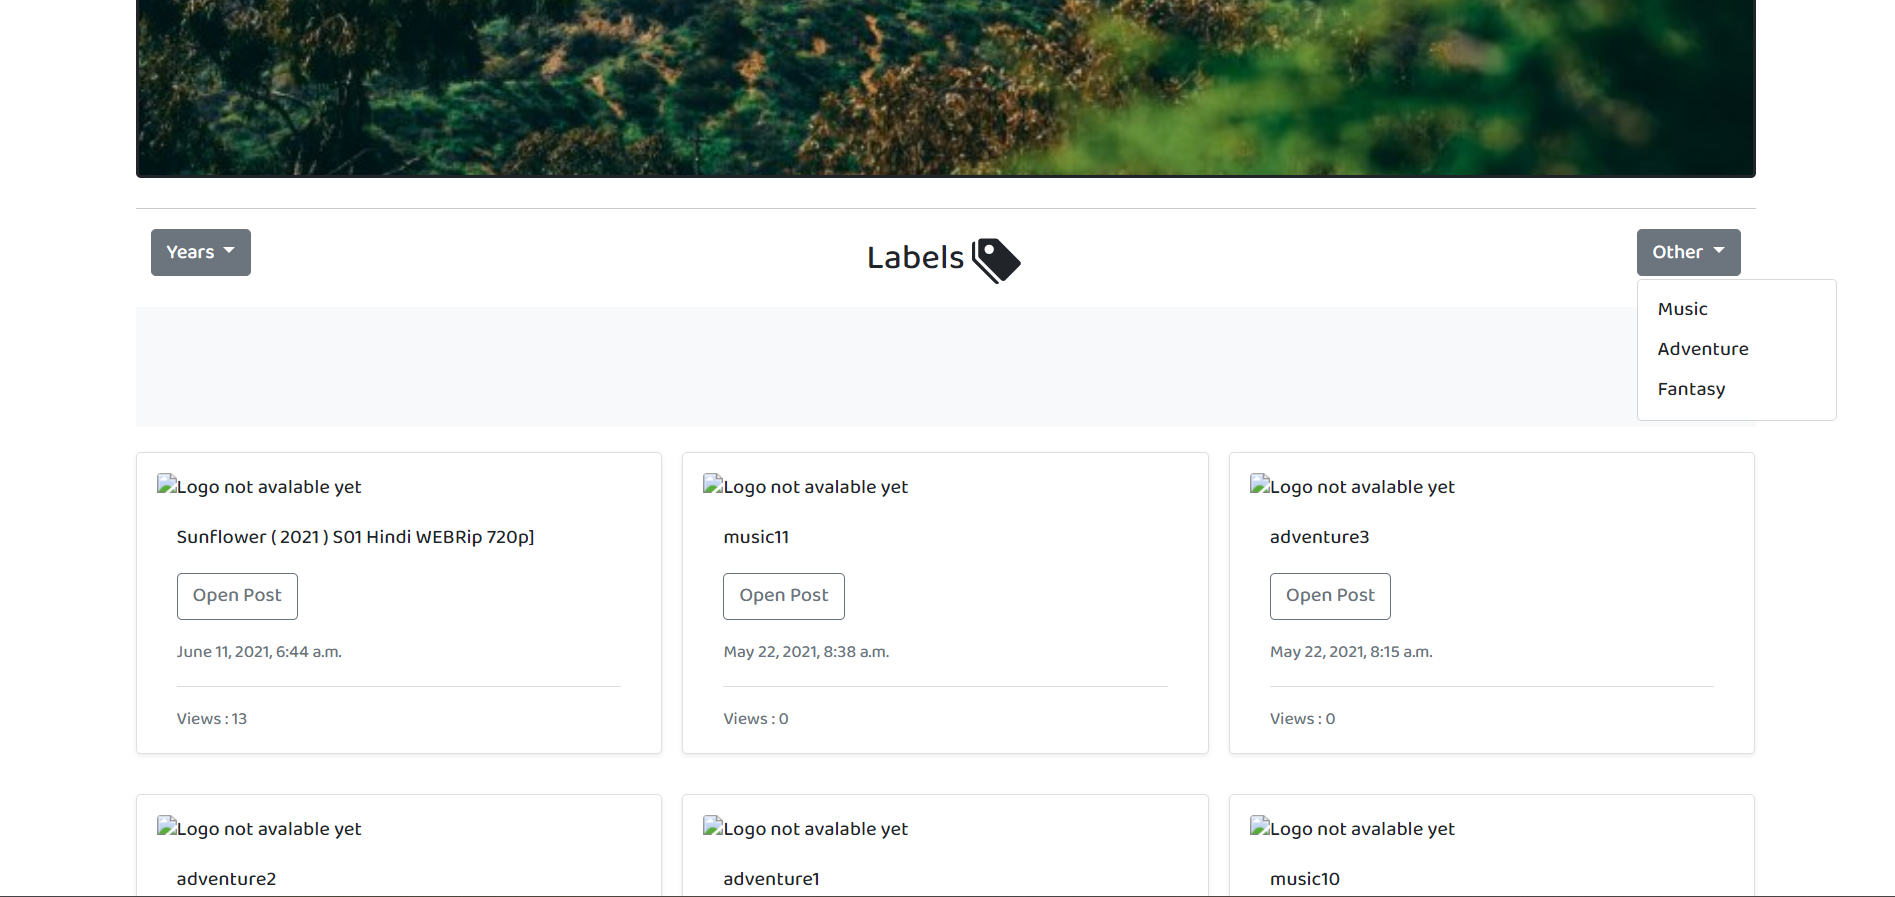 Years
Labels
Other
Music
Adventure
Fantasy
Logo not avalable yet
Sunflower ( 2021 ) S01 Hindi WEBRip 720p]
Open Post
June 11, 2021, 6:44 a.m.
Views : 13
Logo not avalable yet
music11
Open Post
May 22, 2021, 8:38 a.m.
Views : 0
Logo not avalable yet
adventure3
Open Post
May 22, 2021, 8:15 a.m.
Views : 0
Logo not avalable yet
adventure2
Logo not avalable yet
adventure1
Logo not avalable yet
music10